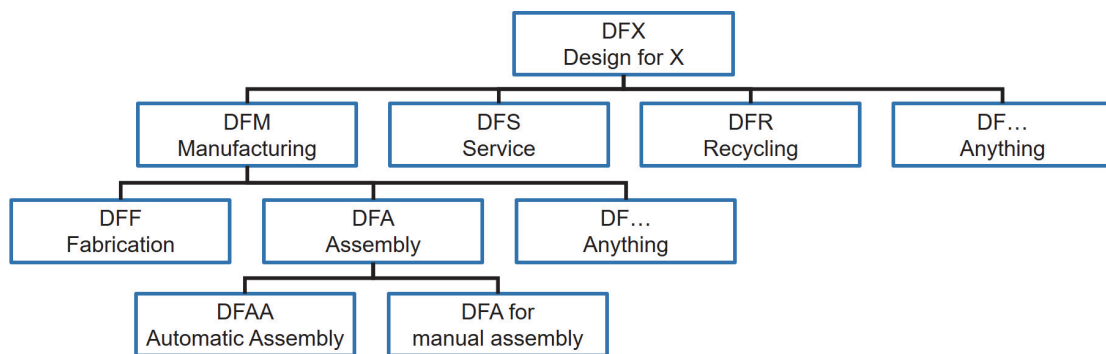 DFX
Design for X
DFM
Manufacturing
DFS
Service
DFR
Recycling
DF…
Anything
DFF
Fabrication
DFA
Assembly
DF…
Anything
DFAA
Automatic Assembly
DFA for
manual assembly